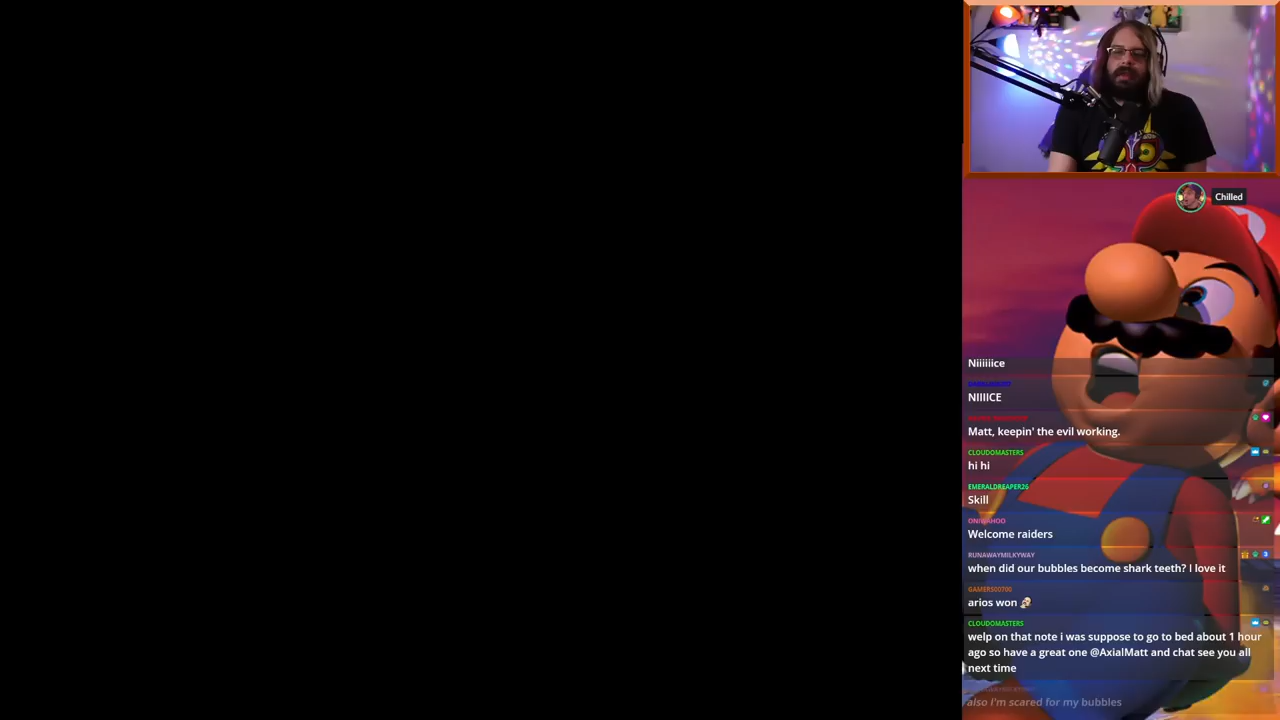 Chilled
Niiiiiice
NIIIICE
Matt, keepin' the evil working.
CLOUDOMASTERS
hi hi
EMERALDREAPER26
Skill
ONIWAHOO
Welcome raiders
RUNAWAYMILKYWAY
when did our bubbles become shark teeth? I love it
GAMERS00700
arios won
CLOUDOMASTERS
welp on that note i was suppose to go to bed about 1 hour
ago so have a great one @AxialMatt and chat see you all
next time
also I'm scared for my bubbles